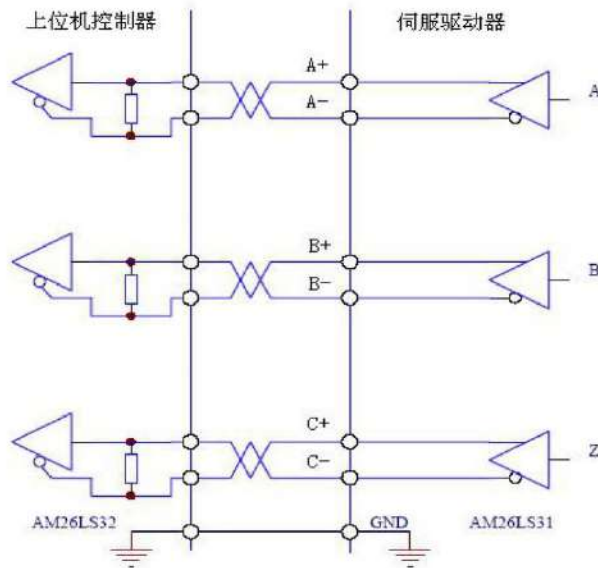 上位机控制器
伺服驱动器
A+
A
A-
B+
B
B-
C+
Z
C-
AM26LS32
GND
AM26LS31